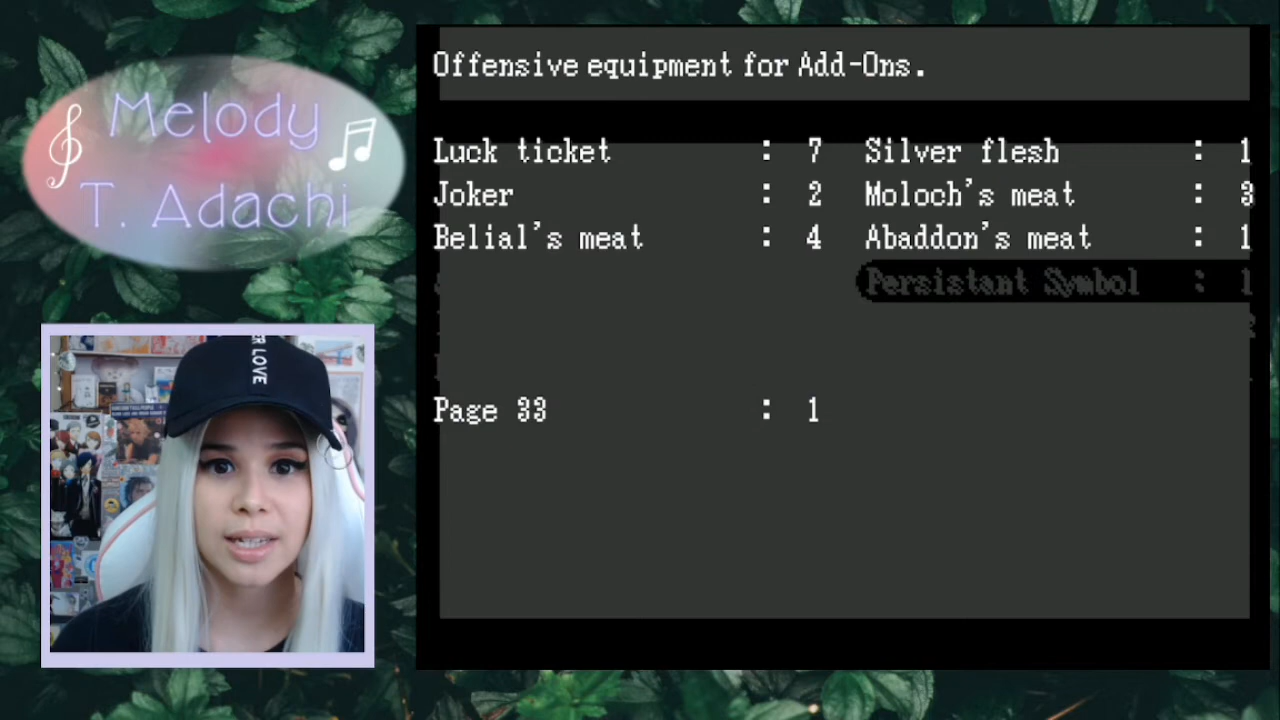 Melody
T. Adachi
ER LOVE
Offensive equipment for Add-Ons.
Luck ticket : 7 Silver flesh : 1
Joker : 2 Moloch's meat : 3
Belial's meat : 4 Abaddon's meat : 1
Persistant Symbol : 1
Page 33 : 1